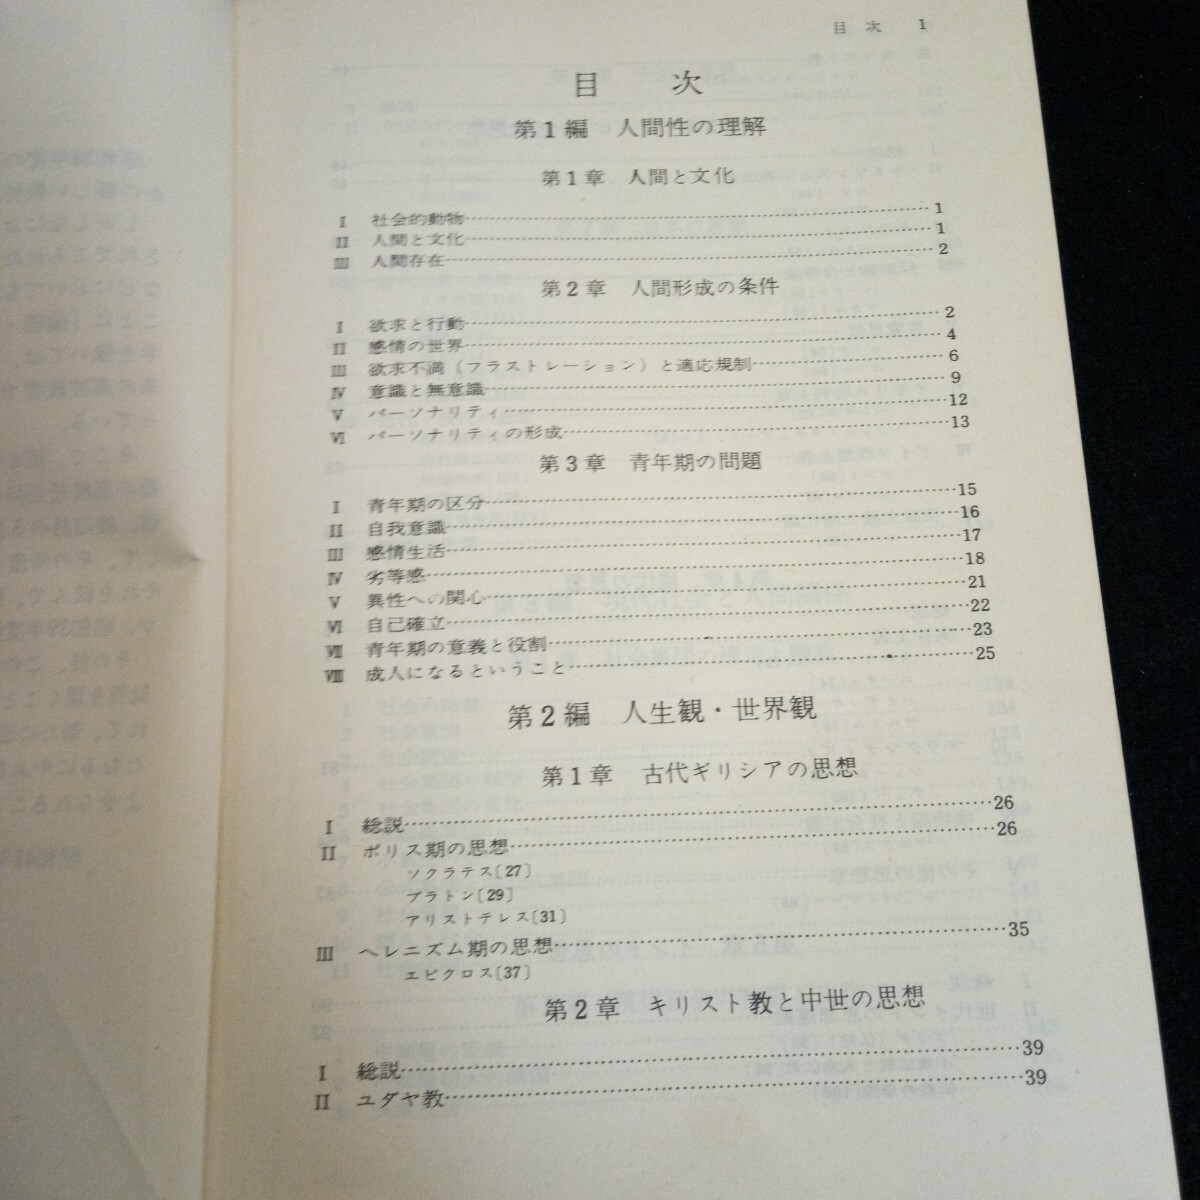 目次 1
目次
第1編 人間性の理解
第1章 人間と文化
Ⅰ 社会的動物……1
Ⅱ 人間と文化……1
Ⅲ 人間存在……2
第2章 人間形成の条件
Ⅰ 欲求と行動……2
Ⅱ 感情の世界……4
Ⅲ 欲求不満(フラストレーション)と適応規制……6
Ⅳ 意識と無意識……9
Ⅴ パーソナリティ……12
Ⅵ パーソナリティの形成……13
第3章 青年期の問題
Ⅰ 青年期の区分……15
Ⅱ 自我意識……16
Ⅲ 感情生活……17
Ⅳ 劣等感……18
Ⅴ 異性への関心……21
Ⅵ 自己確立……22
Ⅶ 青年期の意義と役割……23
Ⅷ 成人になるということ……25
第2編 人生観・世界観
第1章 古代ギリシアの思想
Ⅰ 総説……26
Ⅱ ポリス期の思想……26
ソクラテス〔27〕
プラトン〔29〕
アリストテレス〔31〕
Ⅲ ヘレニズム期の思想……35
エピクロス〔37〕
第2章 キリスト教と中世の思想
Ⅰ 総説……39
Ⅱ ユダヤ教……39